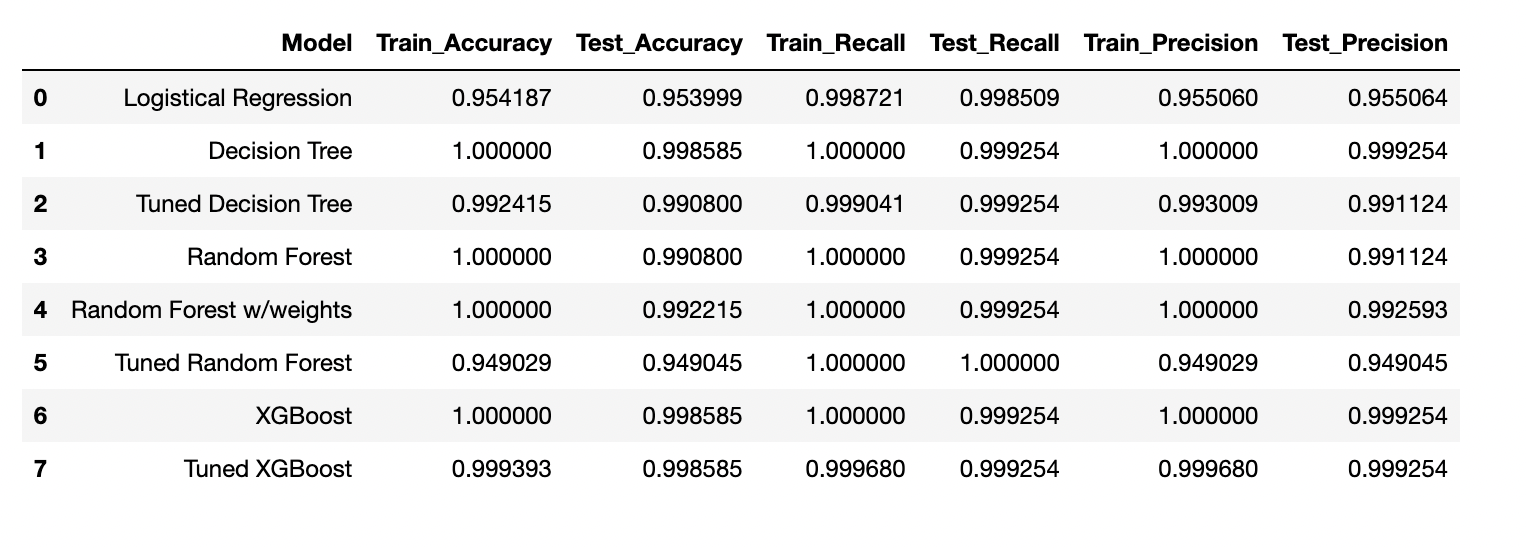 Model Train_Accuracy Test_Accuracy Train_Recall Test_Recall Train_Precision Test_Precision
0 Logistical Regression 0.954187 0.953999 0.998721 0.998509 0.955060 0.955064
1 Decision Tree 1.000000 0.998585 1.000000 0.999254 1.000000 0.999254
2 Tuned Decision Tree 0.992415 0.990800 0.999041 0.999254 0.993009 0.991124
3 Random Forest 1.000000 0.990800 1.000000 0.999254 1.000000 0.991124
4 Random Forest w/weights 1.000000 0.992215 1.000000 0.999254 1.000000 0.992593
5 Tuned Random Forest 0.949029 0.949045 1.000000 1.000000 0.949029 0.949045
6 XGBoost 1.000000 0.998585 1.000000 0.999254 1.000000 0.999254
7 Tuned XGBoost 0.999393 0.998585 0.999680 0.999254 0.999680 0.999254